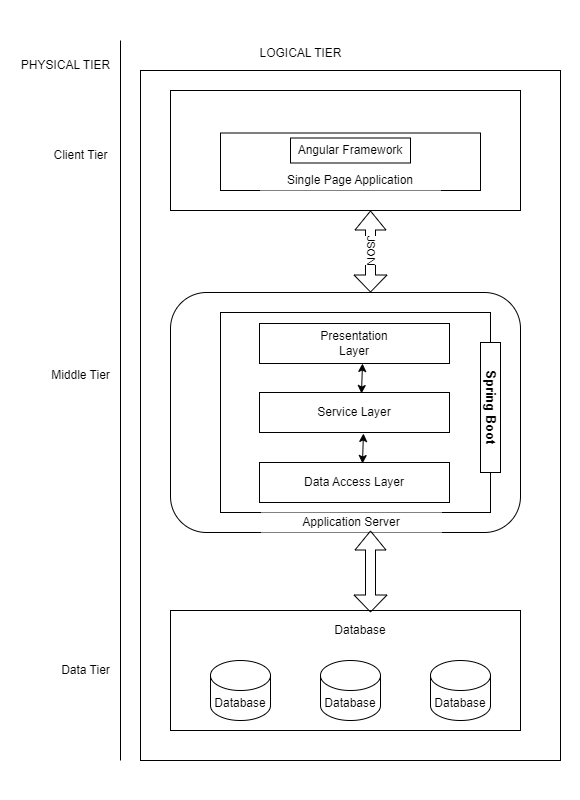 LOGICAL TIER
PHYSICAL TIER
Client Tier
Angular Framework
Single Page Application
JSON
Middle Tier
Presentation
Layer
Service Layer
Data Access Layer
Spring Boot
Application Server
Data Tier
Database
Database
Database
Database